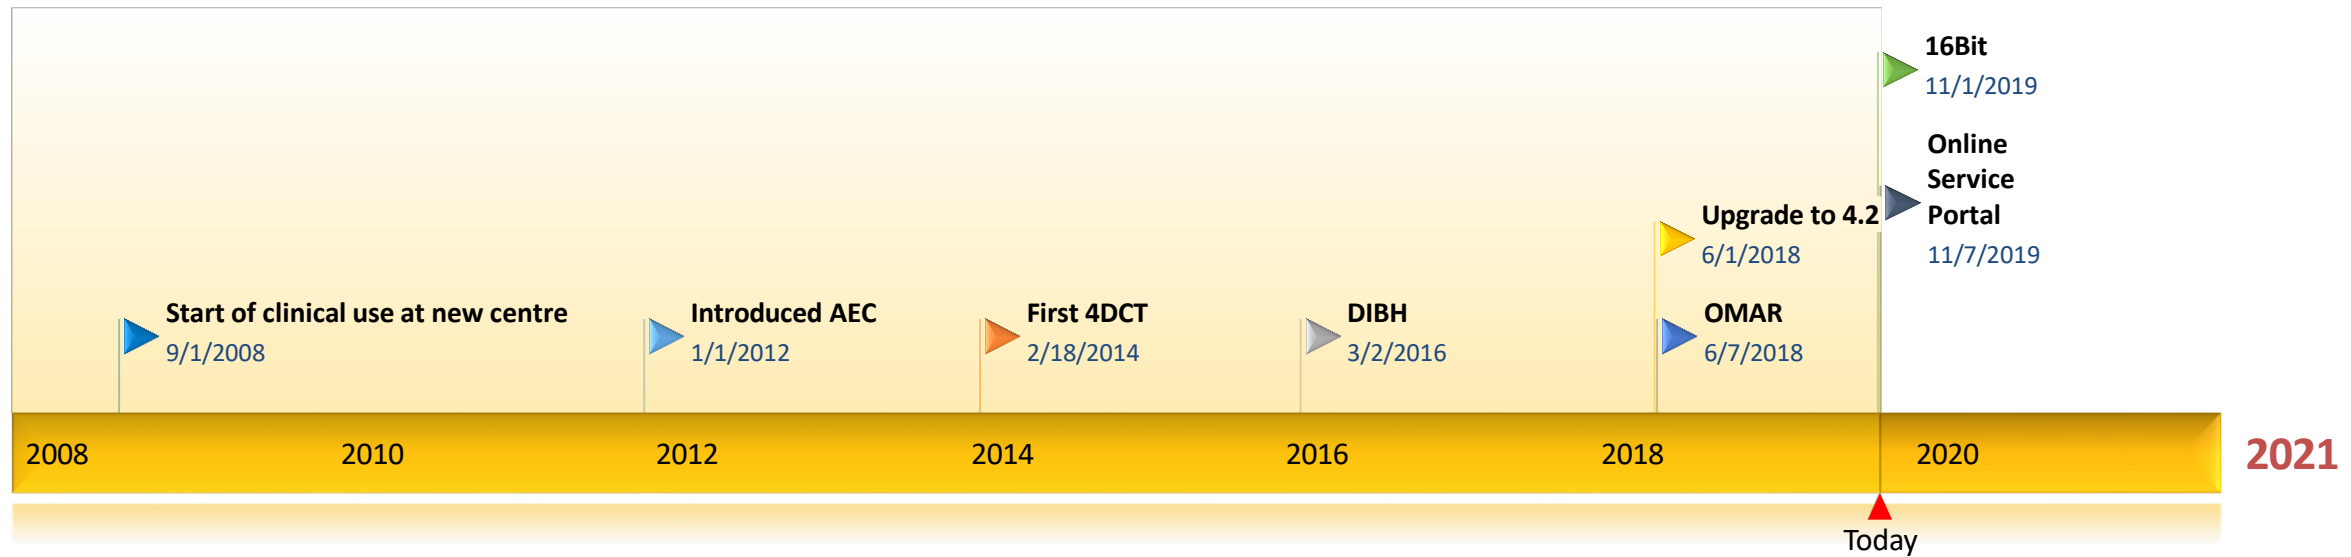 16Bit
11/1/2019
Online
Service
Portal
11/7/2019
Upgrade to 4.2
6/1/2018
Start of clinical use at new centre
9/1/2008
Introduced AEC
1/1/2012
First 4DCT
2/18/2014
DIBH
3/2/2016
OMAR
6/7/2018
2008 2010 2012 2014 2016 2018 2020 2021
Today